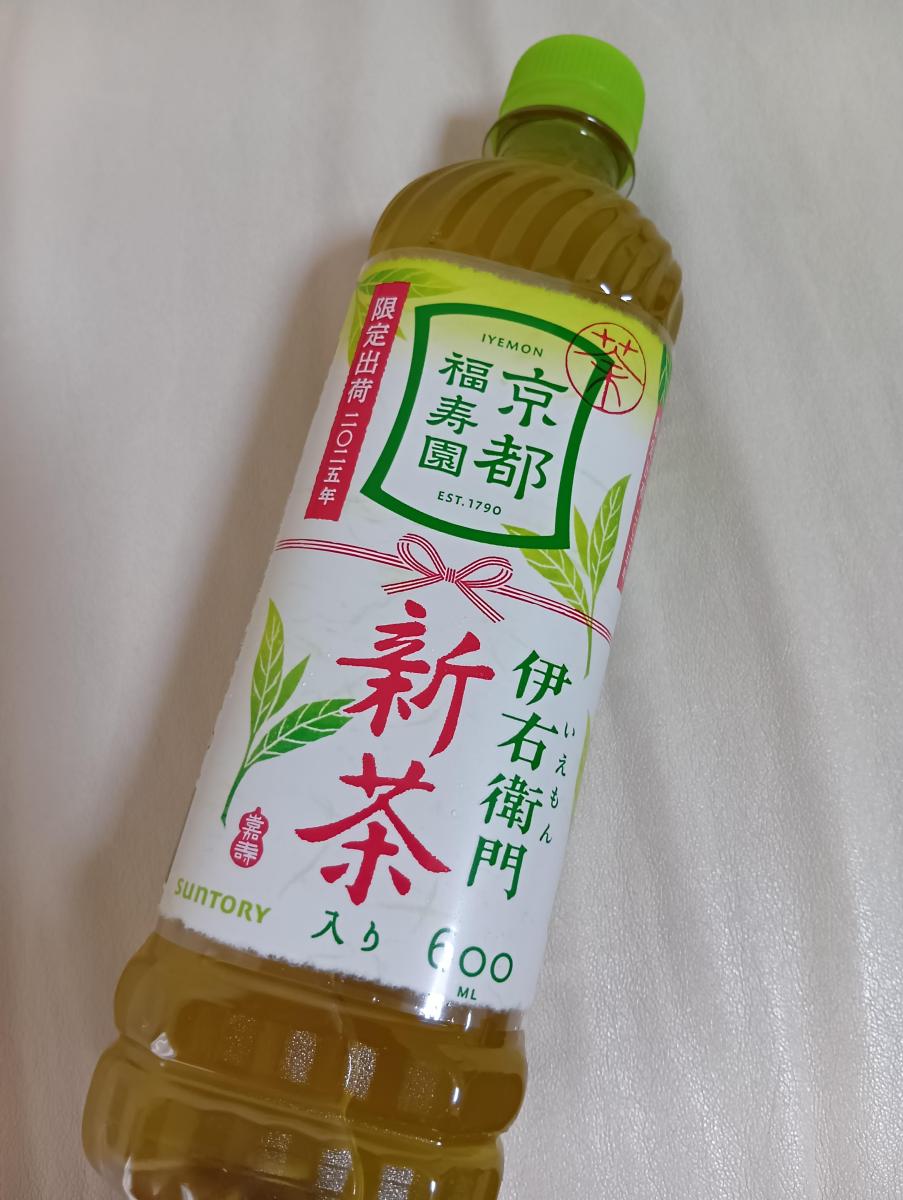 限定出荷 二〇二五年
IYEMON
京都
福寿園
EST.1790
茶
伊右衛門
いえもん
新茶
入り
嘉
SUNTORY
600
ML